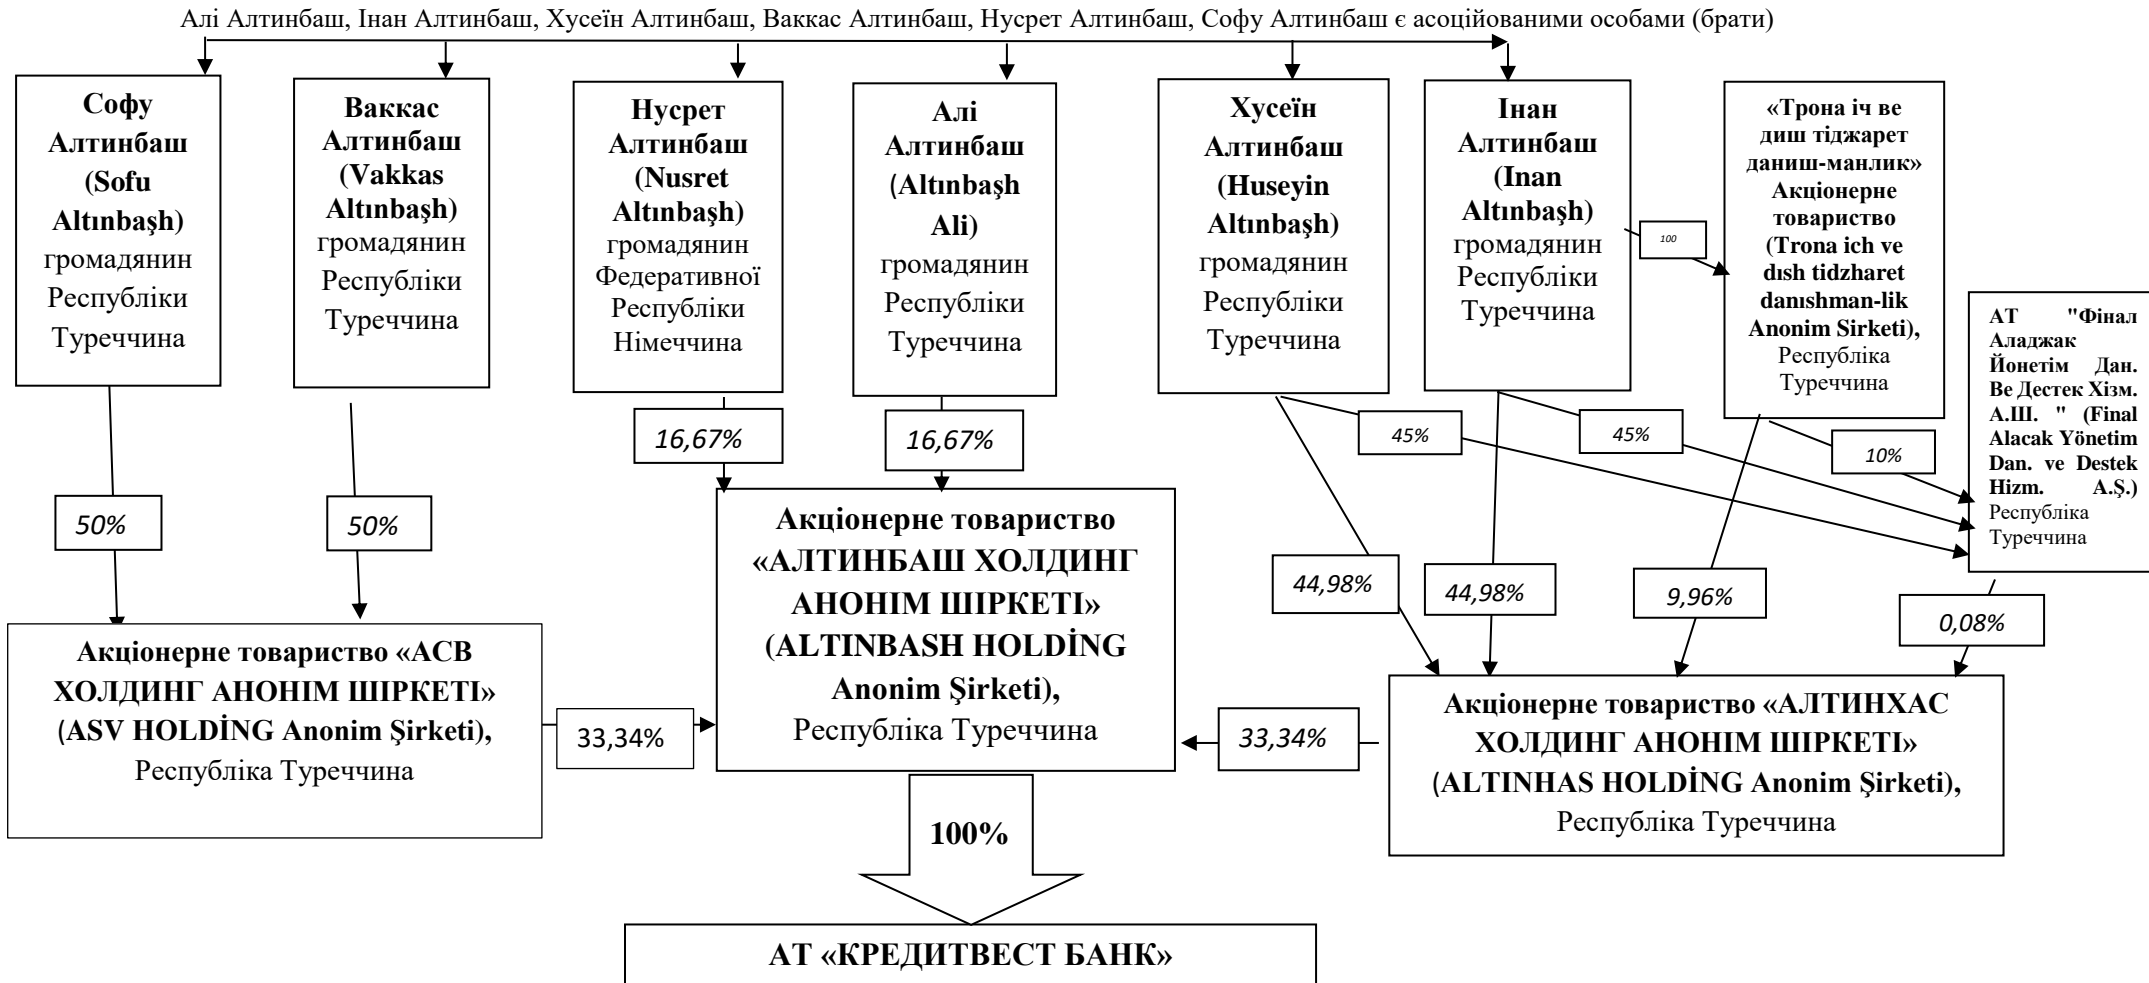 Алі Алтинбаш, Інан Алтинбаш, Хусеїн Алтинбаш, Ваккас Алтинбаш, Нусрет Алтинбаш, Софу Алтинбаш є асоційованими особами (брати)
Софу
Алтинбаш
(Sofu
Altınbaşh)
громадянин
Республіки
Туреччина
Ваккас
Алтинбаш
(Vakkas
Altınbaşh)
громадянин
Республіки
Туреччина
Нусрет
Алтинбаш
(Nusret
Altınbaşh)
громадянин
Федеративної
Республіки
Німеччина
Алі
Алтинбаш
(Altınbaşh
Ali)
громадянин
Республіки
Туреччина
Хусеїн
Алтинбаш
(Huseyin
Altınbaşh)
громадянин
Республіки
Туреччина
Інан
Алтинбаш
(Inan
Altınbaşh)
громадянин
Республіки
Туреччина
«Трона іч ве
диш тіджарет
даниш-манлик»
Акціонерне
товариство
(Trona ich ve
dısh tidzharet
danıshman-lik
Anonim Sirketi),
Республіка
Туреччина
100
АТ "Фінал
Аладжак
Йонетім Дан.
Ве Дестек Хізм.
А.Ш. " (Final
Alacak Yönetim
Dan. ve Destek
Hizm. A.Ş.)
Республіка
Туреччина
16,67%
16,67%
45%
45%
10%
50%
50%
44,98%
44,98%
9,96%
0,08%
Акціонерне товариство «АСВ
ХОЛДИНГ АНОНІМ ШІРКЕТІ»
(ASV HOLDİNG Anonim Şirketi),
Республіка Туреччина
33,34%
Акціонерне товариство
«АЛТИНБАШ ХОЛДИНГ
АНОНІМ ШІРКЕТІ»
(ALTINBASH HOLDİNG
Anonim Şirketi),
Республіка Туреччина
33,34%
Акціонерне товариство «АЛТИНХАС
ХОЛДИНГ АНОНІМ ШІРКЕТІ»
(ALTINHAS HOLDİNG Anonim Şirketi),
Республіка Туреччина
100%
АТ «КРЕДИТВЕСТ БАНК»